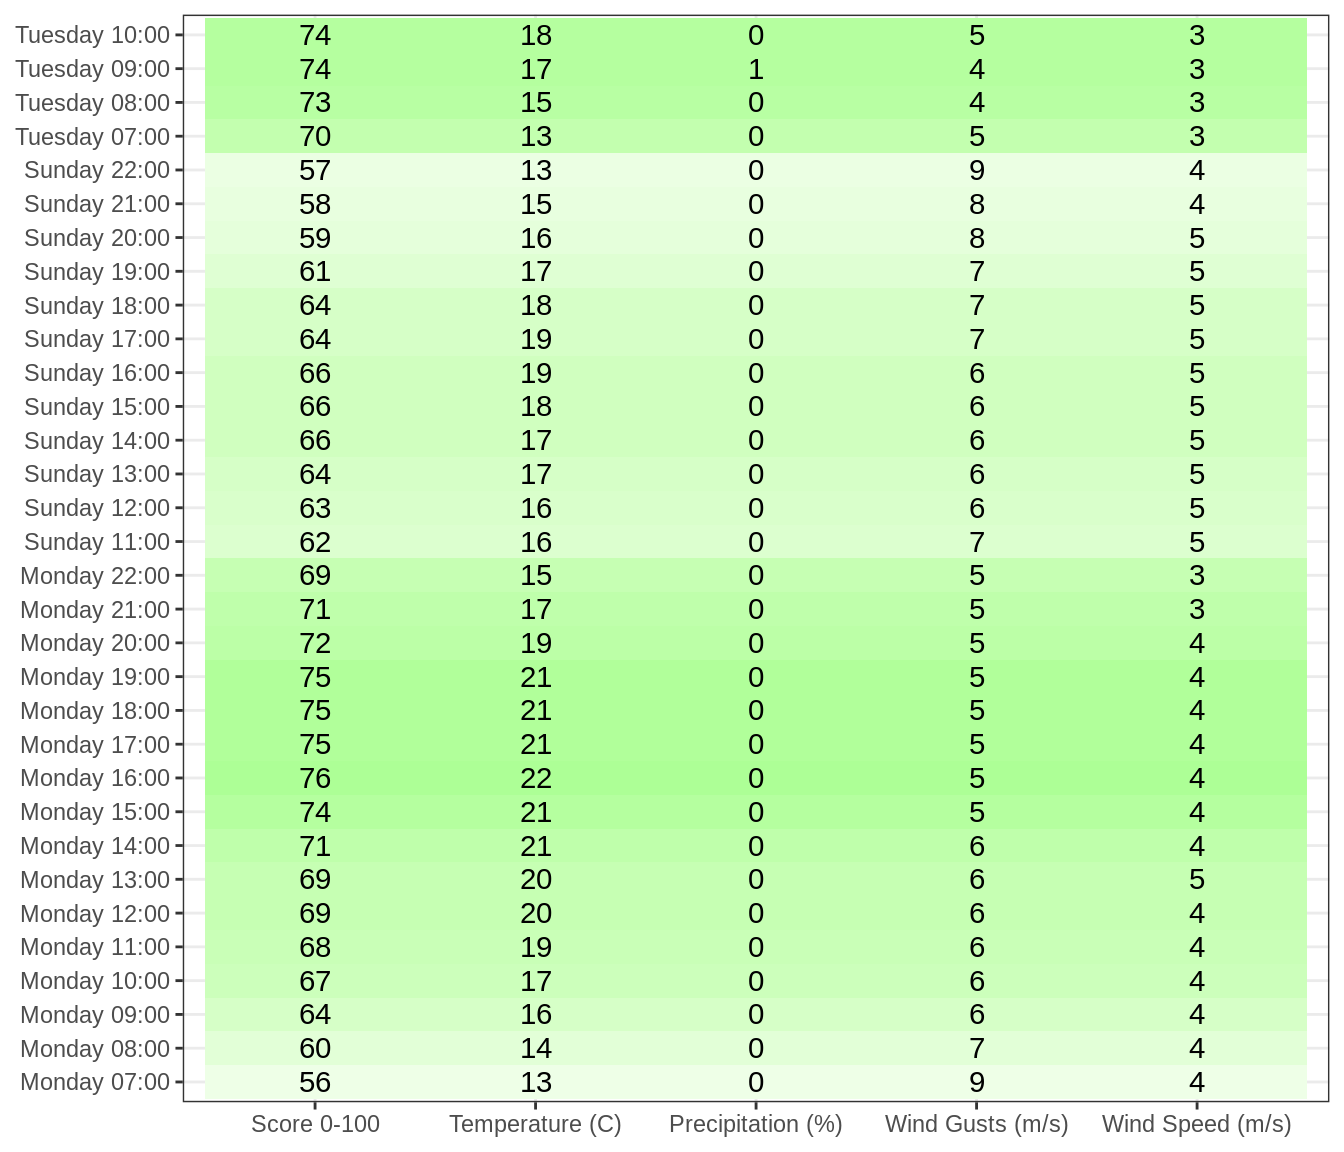 Tuesday 10:00 74 18 0 5 3
Tuesday 09:00 74 17 1 4 3
Tuesday 08:00 73 15 0 4 3
Tuesday 07:00 70 13 0 5 3
Sunday 22:00 57 13 0 9 4
Sunday 21:00 58 15 0 8 4
Sunday 20:00 59 16 0 8 5
Sunday 19:00 61 17 0 7 5
Sunday 18:00 64 18 0 7 5
Sunday 17:00 64 19 0 7 5
Sunday 16:00 66 19 0 6 5
Sunday 15:00 66 18 0 6 5
Sunday 14:00 66 17 0 6 5
Sunday 13:00 64 17 0 6 5
Sunday 12:00 63 16 0 6 5
Sunday 11:00 62 16 0 7 5
Monday 22:00 69 15 0 5 3
Monday 21:00 71 17 0 5 3
Monday 20:00 72 19 0 5 4
Monday 19:00 75 21 0 5 4
Monday 18:00 75 21 0 5 4
Monday 17:00 75 21 0 5 4
Monday 16:00 76 22 0 5 4
Monday 15:00 74 21 0 5 4
Monday 14:00 71 21 0 6 4
Monday 13:00 69 20 0 6 5
Monday 12:00 69 20 0 6 4
Monday 11:00 68 19 0 6 4
Monday 10:00 67 17 0 6 4
Monday 09:00 64 16 0 6 4
Monday 08:00 60 14 0 7 4
Monday 07:00 56 13 0 9 4
Score 0-100 Temperature (C) Precipitation (%) Wind Gusts (m/s) Wind Speed (m/s)